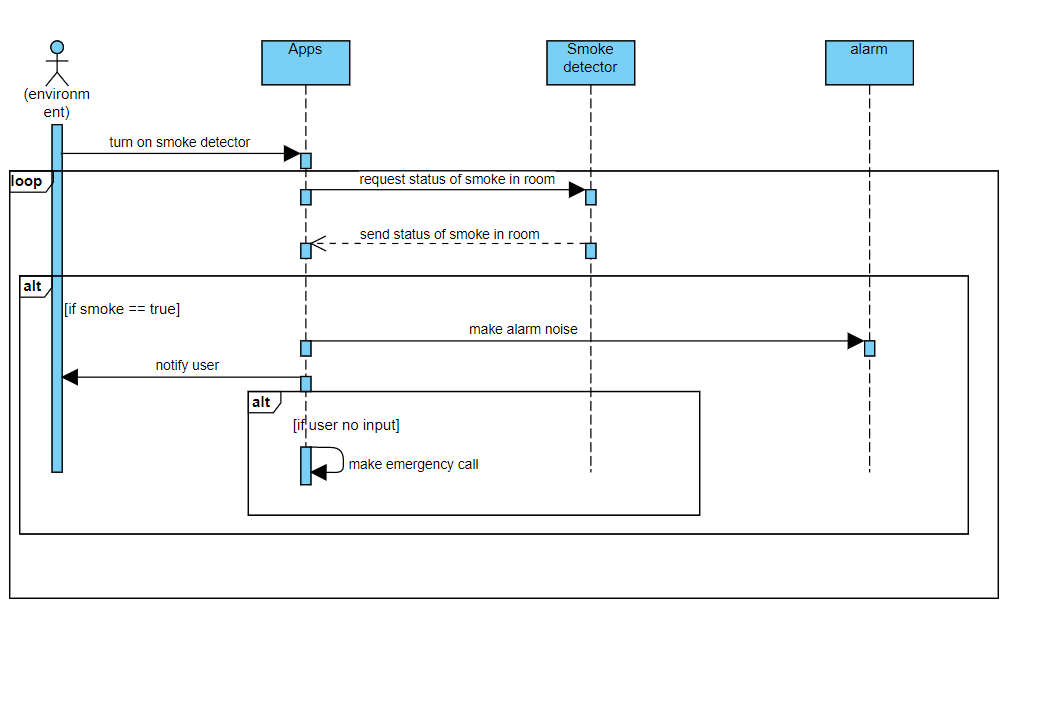 Apps
Smoke
detector
alarm
(environm
ent)
turn on smoke detector
loop
request status of smoke in room
send status of smoke in room
alt
[if smoke == true]
make alarm noise
notify user
alt
[if user no input]
make emergency call